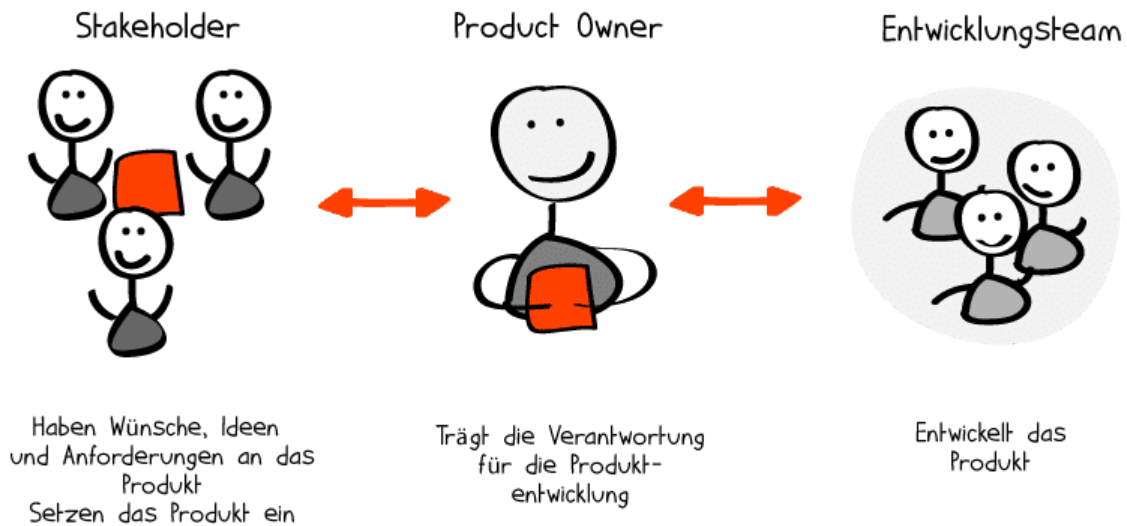 Stakeholder
Product Owner
Entwicklungsteam
Haben Wünsche, Ideen
und Anforderungen an das
Produkt
Setzen das Produkt ein
Trägt die Verantwortung
für die Produkt-
entwicklung
Entwickelt das
Produkt